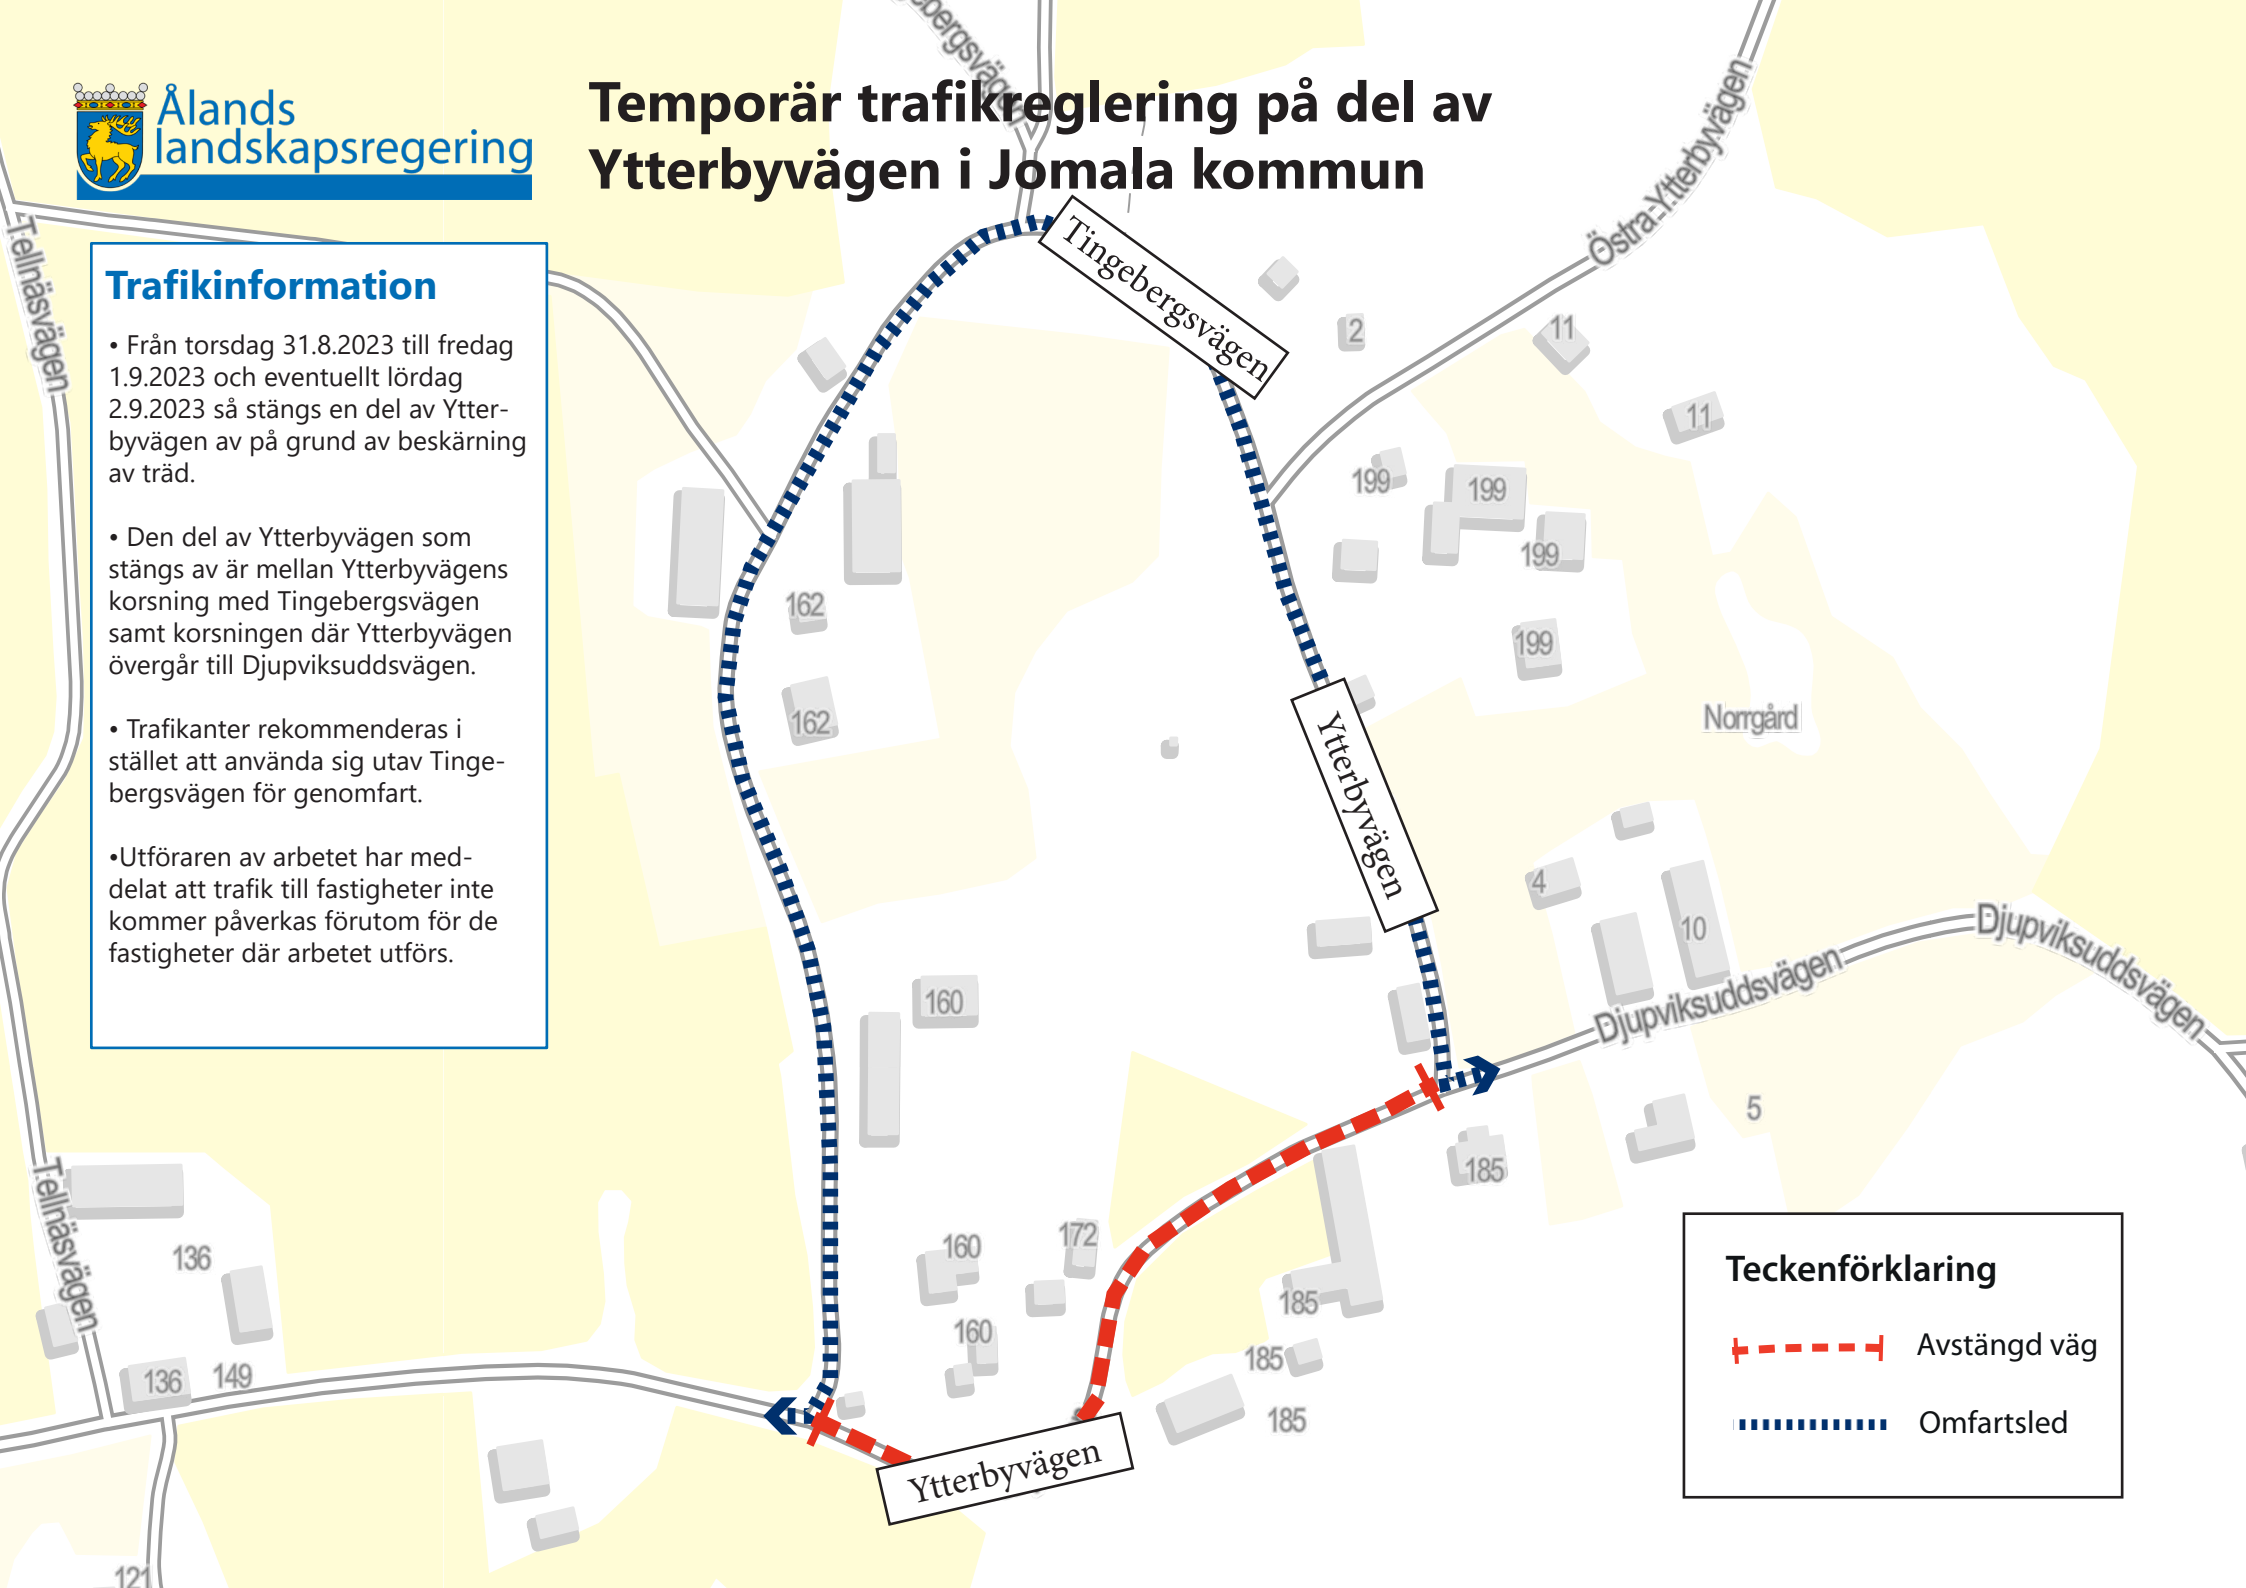 Ålands
landskapsregering
Temporär trafikreglering på del av
Ytterbyvägen i Jomala kommun
Trafikinformation
• Från torsdag 31.8.2023 till fredag
1.9.2023 och eventuellt lördag
2.9.2023 så stängs en del av Ytter-
byvägen av på grund av beskärning
av träd.
• Den del av Ytterbyvägen som
stängs av är mellan Ytterbyvägens
korsning med Tingebergsvägen
samt korsningen där Ytterbyvägen
övergår till Djupviksuddsvägen.
• Trafikanter rekommenderas i
stället att använda sig utav Tinge-
bergsvägen för genomfart.
•Utföraren av arbetet har med-
delat att trafik till fastigheter inte
kommer påverkas förutom för de
fastigheter där arbetet utförs.
Tellnäsvägen
Tellnäsvägen
Tingebergsvägen
Östra-Ytterbyvägen
2
11
11
199
199
199
199
162
162
Norrgård
Ytterbyvägen
4
10
Djupviksuddsvägen
Djupviksuddsvägen
160
5
185
172
160
160
185
185
185
136
136
149
121
Ytterbyvägen
Teckenförklaring
Avstängd väg
Omfartsled